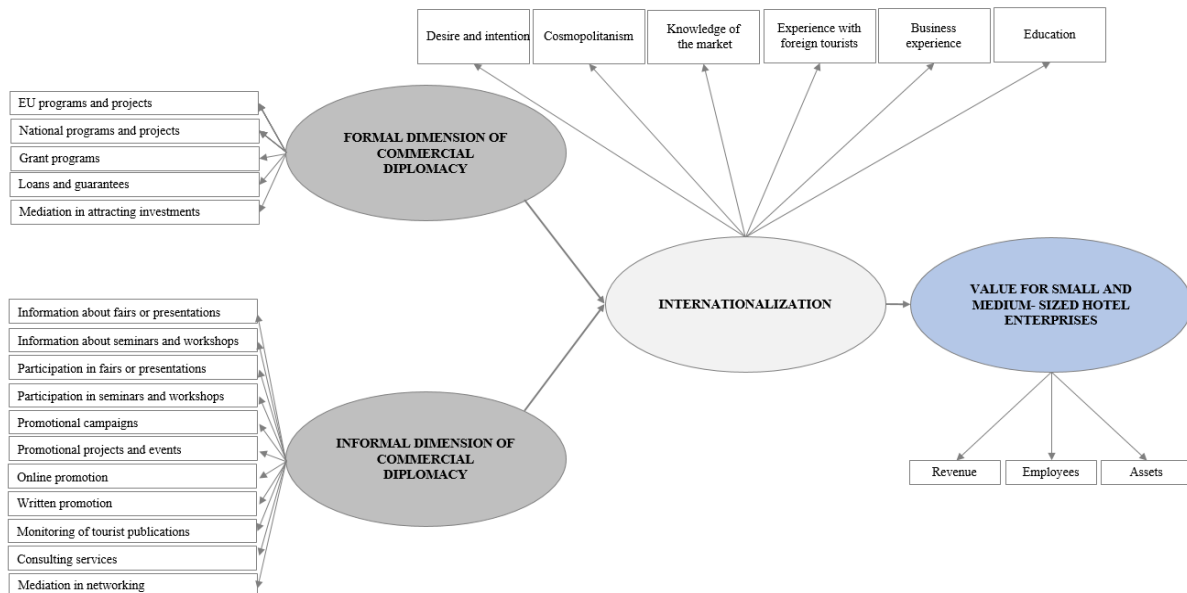 Desire and intention
Cosmopolitanism
Knowledge of
the market
Experience with
foreign tourists
Business
experience
Education
EU programs and projects
National programs and projects
Grant programs
Loans and guarantees
Mediation in attracting investments
FORMAL DIMENSION OF
COMMERCIAL
DIPLOMACY
INTERNATIONALIZATION
VALUE FOR SMALL AND
MEDIUM- SIZED HOTEL
ENTERPRISES
Information about fairs or presentations
Information about seminars and workshops
Participation in fairs or presentations
Participation in seminars and workshops
Promotional campaigns
Promotional projects and events
Online promotion
Written promotion
Monitoring of tourist publications
Consulting services
Mediation in networking
INFORMAL DIMENSION OF
COMMERCIAL
DIPLOMACY
Revenue
Employees
Assets